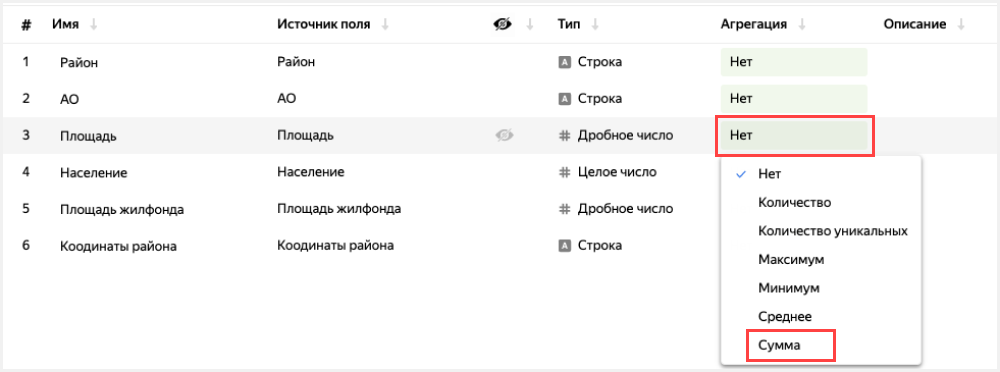 # Имя Источник поля Тип Агрегация Описание
1 Район Район A Строка Нет
2 АО АО A Строка Нет
3 Площадь Площадь # Дробное число Нет
4 Население Население # Целое число
5 Площадь жилфонда Площадь жилфонда # Дробное число
6 Коодинаты района Коодинаты района A Строка
Нет
Количество
Количество уникальных
Максимум
Минимум
Среднее
Сумма